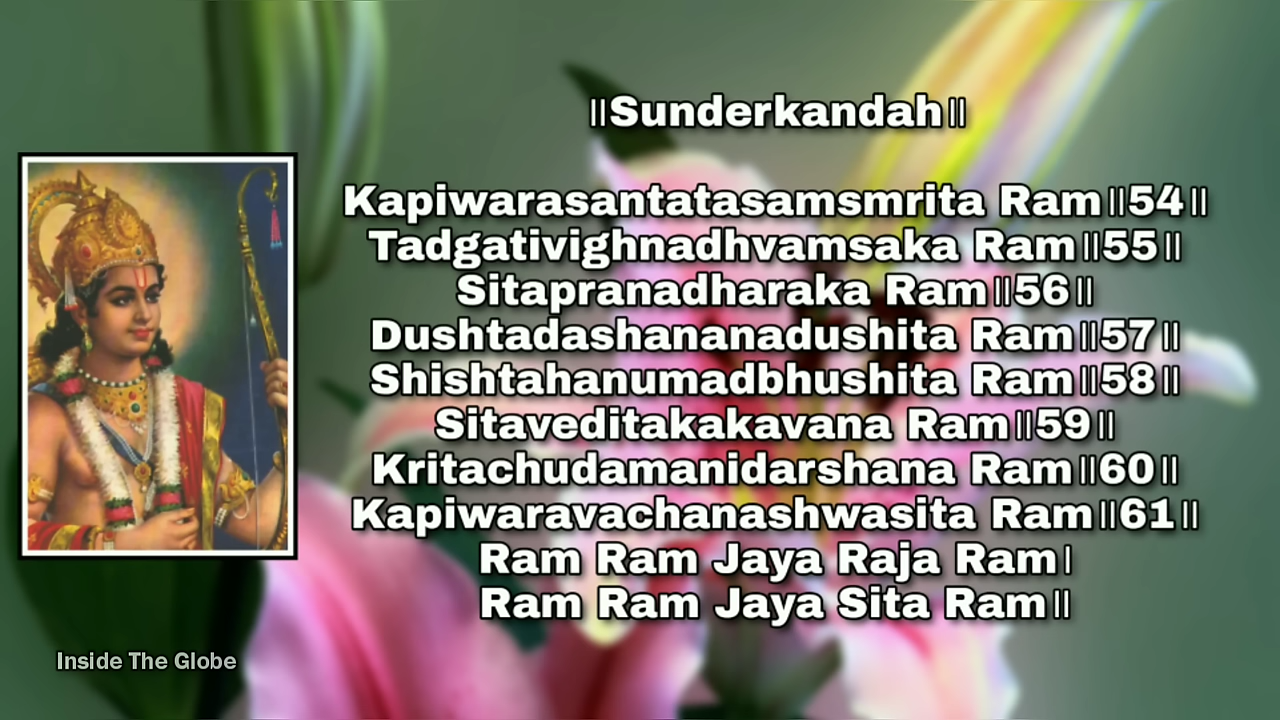 ॥Sunderkandah॥
Kapiwarasantatasamsmrita Ram॥54॥
Tadgativighnadhvamsaka Ram॥55॥
Sitapranadharaka Ram॥56॥
Dushtadashananadushita Ram॥57॥
Shishtahanumadbhushita Ram॥58॥
Sitaveditakakavana Ram॥59॥
Kritachudamanidarshana Ram॥60॥
Kapiwaravachanashwasita Ram॥61॥
Ram Ram Jaya Raja Ram।
Ram Ram Jaya Sita Ram॥
Inside The Globe